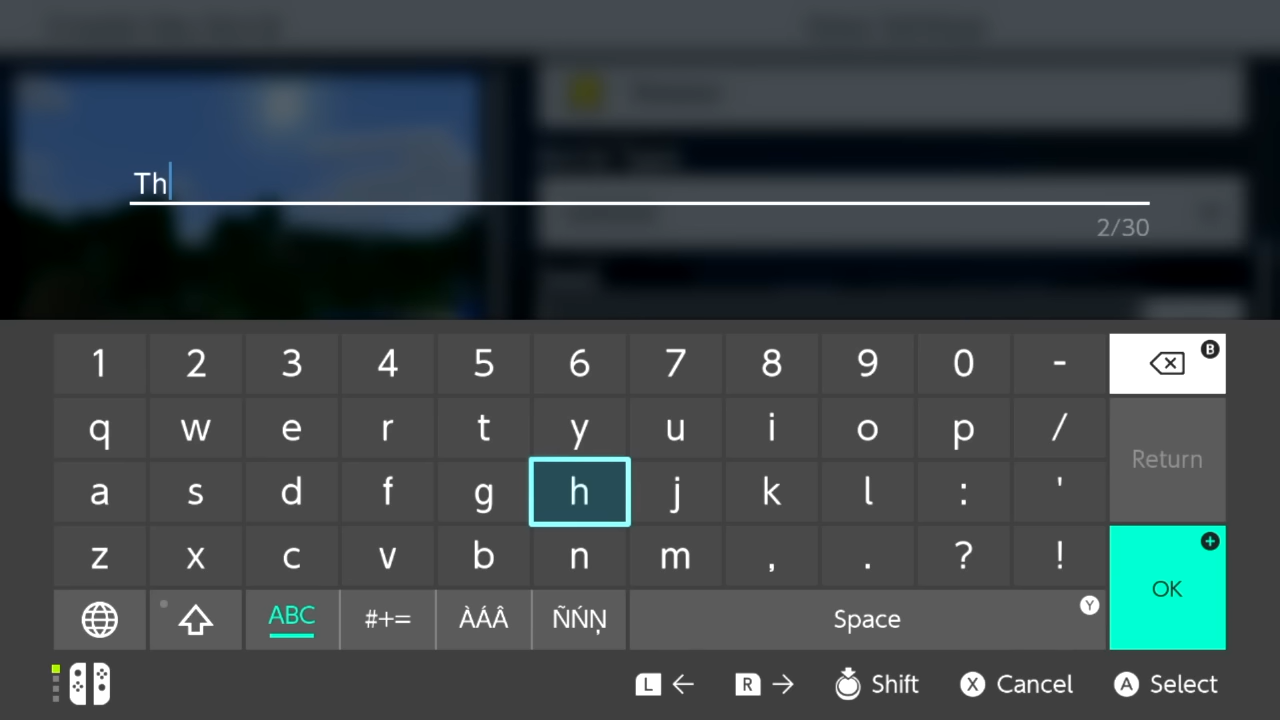 Th
2/30
1 2 3 4 5 6 7 8 9 0 - B
q w e r t y u i o p /
Return
a s d f g h j k l : '
z x c v b n m , . ? ! +
OK
ABC #+= ÀÁÂ ÑŃŅ Space Y
L ← R → Shift X Cancel A Select